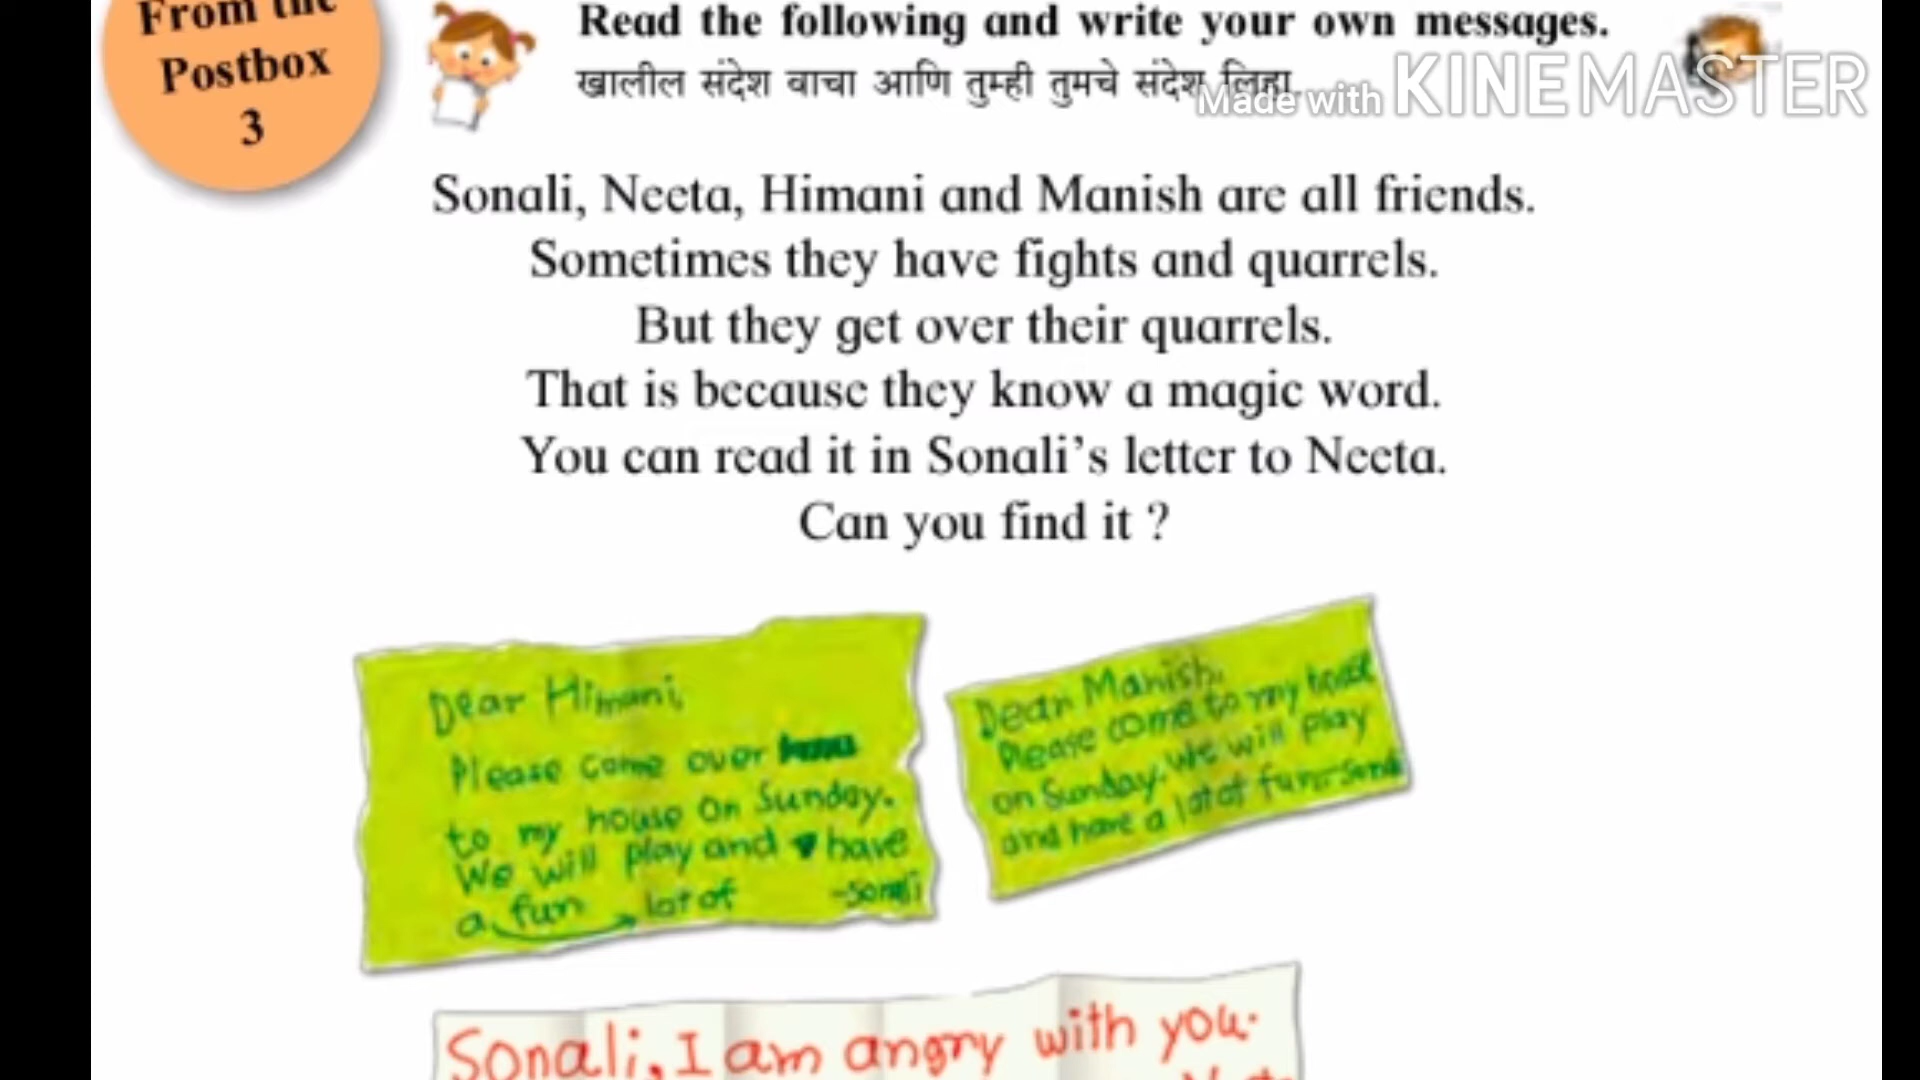 From the
Postbox
3
Read the following and write your own messages.
खालील संदेश वाचा आणि तुम्ही तुमचे संदेश लिहा.
Made with KINEMASTER
Sonali, Neeta, Himani and Manish are all friends.
Sometimes they have fights and quarrels.
But they get over their quarrels.
That is because they know a magic word.
You can read it in Sonali’s letter to Neeta.
Can you find it ?
Dear Himani,
Please come over
to my house on Sunday.
We will play and have
a fun lot of -Sonali
Dear Manish,
Please come to my house
on Sunday. We will play
and have a lot of fun.-Sonali
Sonali, I am angry with you.